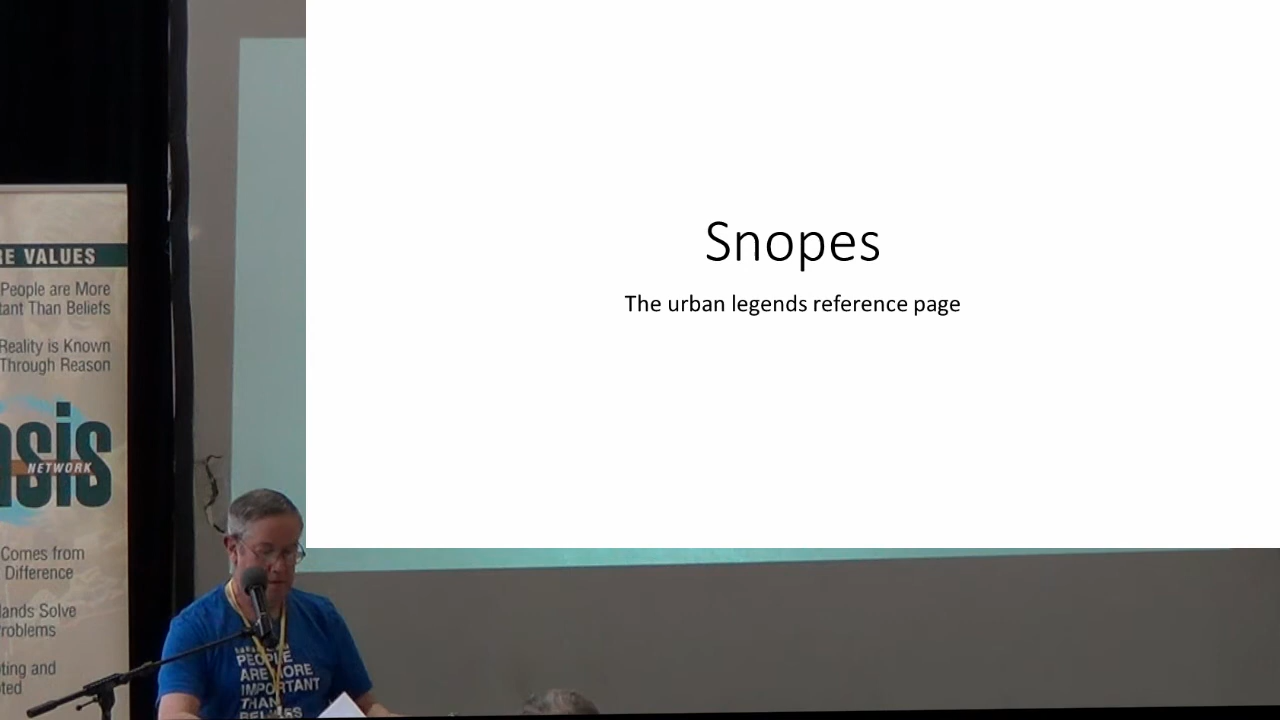 Snopes
The urban legends reference page
RE VALUES
People are More
tant Than Beliefs
Reality is Known
Through Reason
asis
NETWORK
Comes from
Difference
ands Solve
roblems
ting and
ted
PEOPLE
ARE MORE
IMPORTANT
THAN
BELIEFS